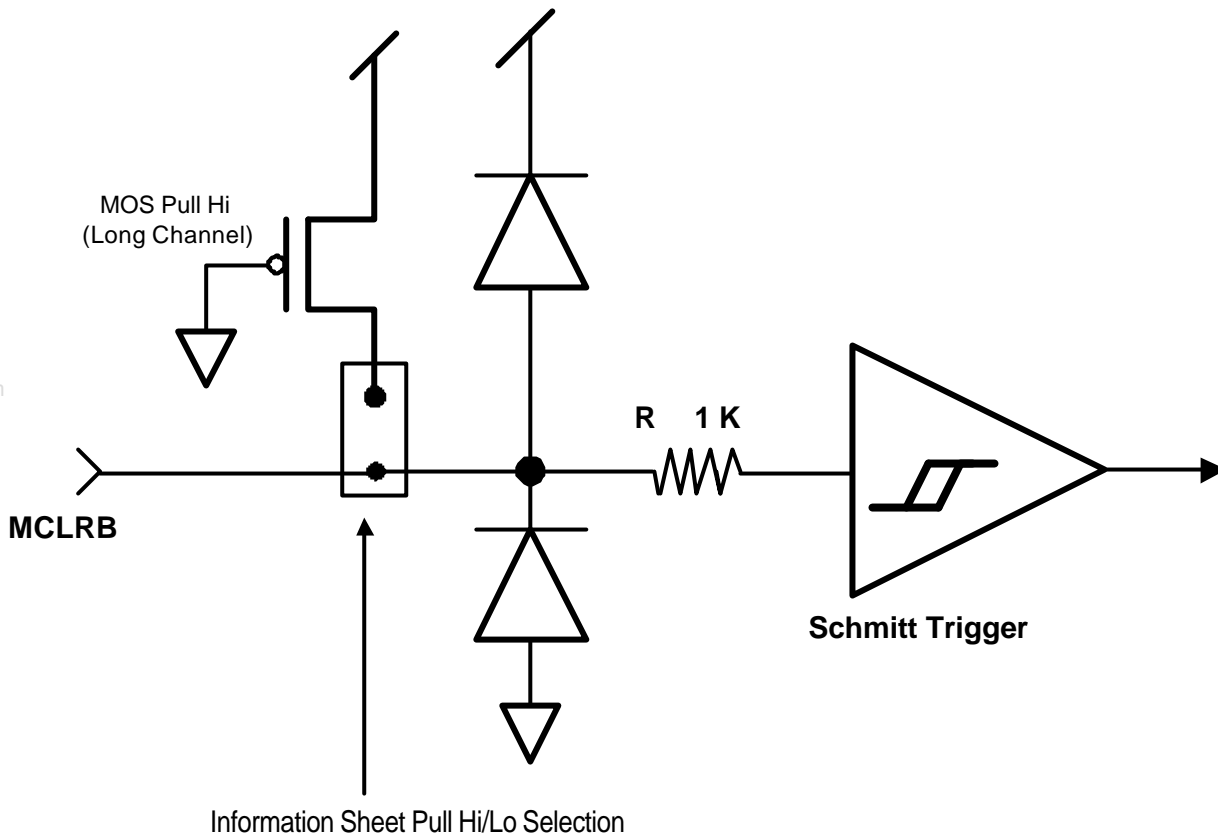 MOS Pull Hi
(Long Channel)
R 1 K
MCLRB
Schmitt Trigger
Information Sheet Pull Hi/Lo Selection